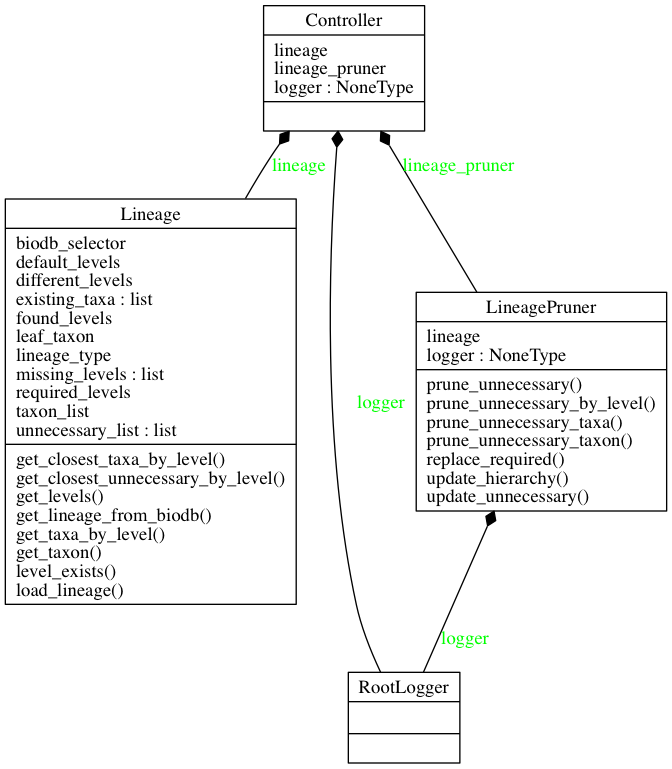 Controller
lineage
lineage_pruner
logger : NoneType
lineage
lineage_pruner
Lineage
biodb_selector
default_levels
different_levels
existing_taxa : list
found_levels
leaf_taxon
lineage_type
missing_levels : list
required_levels
taxon_list
unnecessary_list : list
get_closest_taxa_by_level()
get_closest_unnecessary_by_level()
get_levels()
get_lineage_from_biodb()
get_taxa_by_level()
get_taxon()
level_exists()
load_lineage()
logger
LineagePruner
lineage
logger : NoneType
prune_unnecessary()
prune_unnecessary_by_level()
prune_unnecessary_taxa()
prune_unnecessary_taxon()
replace_required()
update_hierarchy()
update_unnecessary()
logger
RootLogger